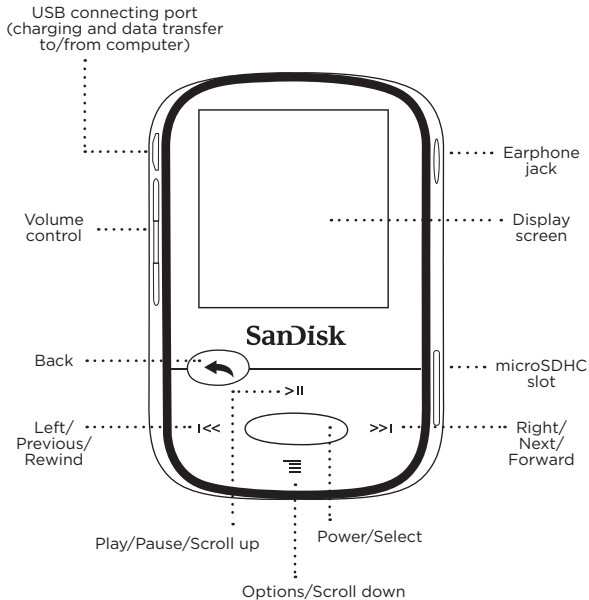 USB connecting port
(charging and data transfer
to/from computer)
Earphone
jack
Volume
control
Display
screen
SanDisk
Back
microSDHC
slot
>II
Left/
Previous/
Rewind
I<<
>>I
Right/
Next/
Forward
Play/Pause/Scroll up
Power/Select
Options/Scroll down